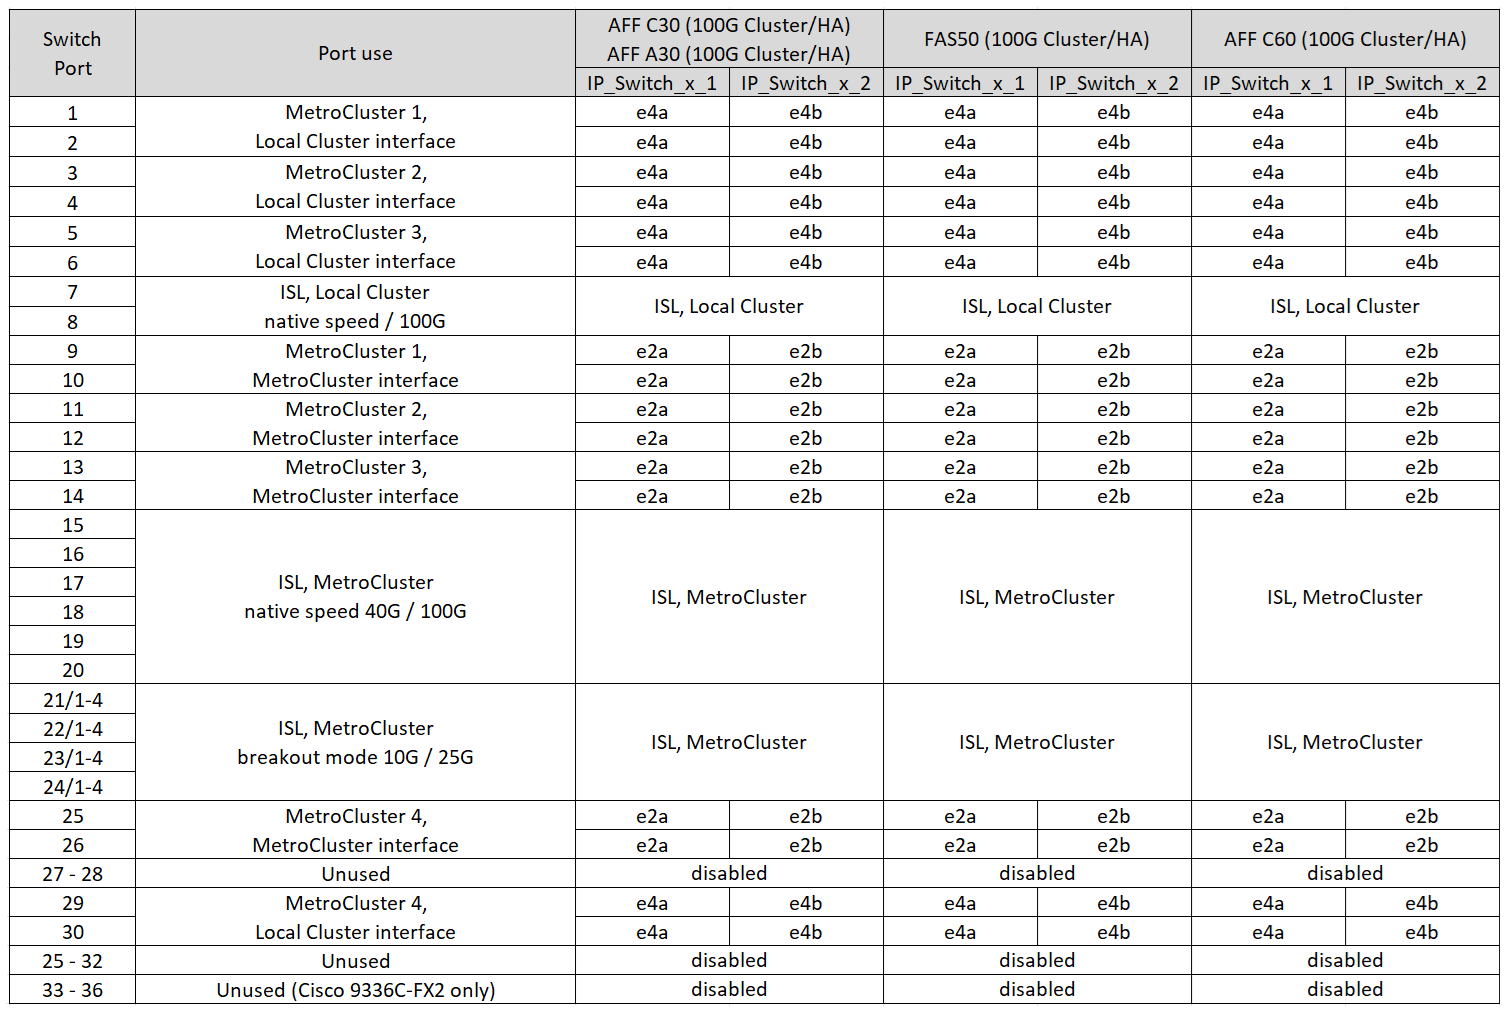 Switch Port | Port use | AFF C30 (100G Cluster/HA) AFF A30 (100G Cluster/HA) | FAS50 (100G Cluster/HA) | AFF C60 (100G Cluster/HA)
IP_Switch_x_1 | IP_Switch_x_2 | IP_Switch_x_1 | IP_Switch_x_2 | IP_Switch_x_1 | IP_Switch_x_2
1 | MetroCluster 1, | e4a | e4b | e4a | e4b | e4a | e4b
2 | Local Cluster interface | e4a | e4b | e4a | e4b | e4a | e4b
3 | MetroCluster 2, | e4a | e4b | e4a | e4b | e4a | e4b
4 | Local Cluster interface | e4a | e4b | e4a | e4b | e4a | e4b
5 | MetroCluster 3, | e4a | e4b | e4a | e4b | e4a | e4b
6 | Local Cluster interface | e4a | e4b | e4a | e4b | e4a | e4b
7 | ISL, Local Cluster | ISL, Local Cluster | ISL, Local Cluster | ISL, Local Cluster
8 | native speed / 100G
9 | MetroCluster 1, | e2a | e2b | e2a | e2b | e2a | e2b
10 | MetroCluster interface | e2a | e2b | e2a | e2b | e2a | e2b
11 | MetroCluster 2, | e2a | e2b | e2a | e2b | e2a | e2b
12 | MetroCluster interface | e2a | e2b | e2a | e2b | e2a | e2b
13 | MetroCluster 3, | e2a | e2b | e2a | e2b | e2a | e2b
14 | MetroCluster interface | e2a | e2b | e2a | e2b | e2a | e2b
15
16
17 | ISL, MetroCluster | ISL, MetroCluster | ISL, MetroCluster | ISL, MetroCluster
18 | native speed 40G / 100G
19
20
21/1-4
22/1-4 | ISL, MetroCluster | ISL, MetroCluster | ISL, MetroCluster | ISL, MetroCluster
23/1-4 | breakout mode 10G / 25G
24/1-4
25 | MetroCluster 4, | e2a | e2b | e2a | e2b | e2a | e2b
26 | MetroCluster interface | e2a | e2b | e2a | e2b | e2a | e2b
27 - 28 | Unused | disabled | disabled | disabled
29 | MetroCluster 4, | e4a | e4b | e4a | e4b | e4a | e4b
30 | Local Cluster interface | e4a | e4b | e4a | e4b | e4a | e4b
25 - 32 | Unused | disabled | disabled | disabled
33 - 36 | Unused (Cisco 9336C-FX2 only) | disabled | disabled | disabled